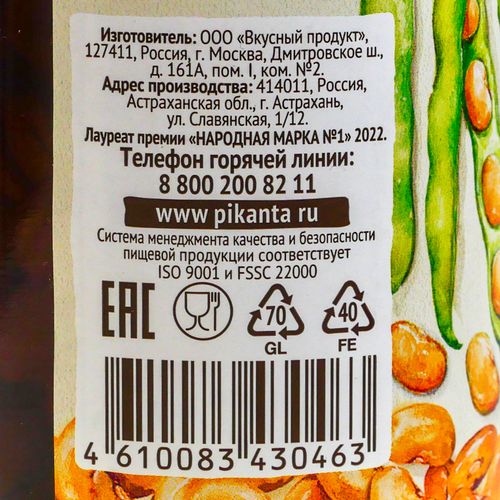 Изготовитель: ООО «Вкусный продукт»,
127411, Россия, г. Москва, Дмитровское ш.,
д. 161А, пом. I, ком. №2.
Адрес производства: 414011, Россия,
Астраханская обл., г. Астрахань,
ул. Славянская, 1/12.
Лауреат премии «НАРОДНАЯ МАРКА №1» 2022.
Телефон горячей линии:
8 800 200 82 11
www.pikanta.ru
Система менеджмента качества и безопасности
пищевой продукции соответствует
ISO 9001 и FSSC 22000
EAC
70
GL
40
FE
4 610083 430463